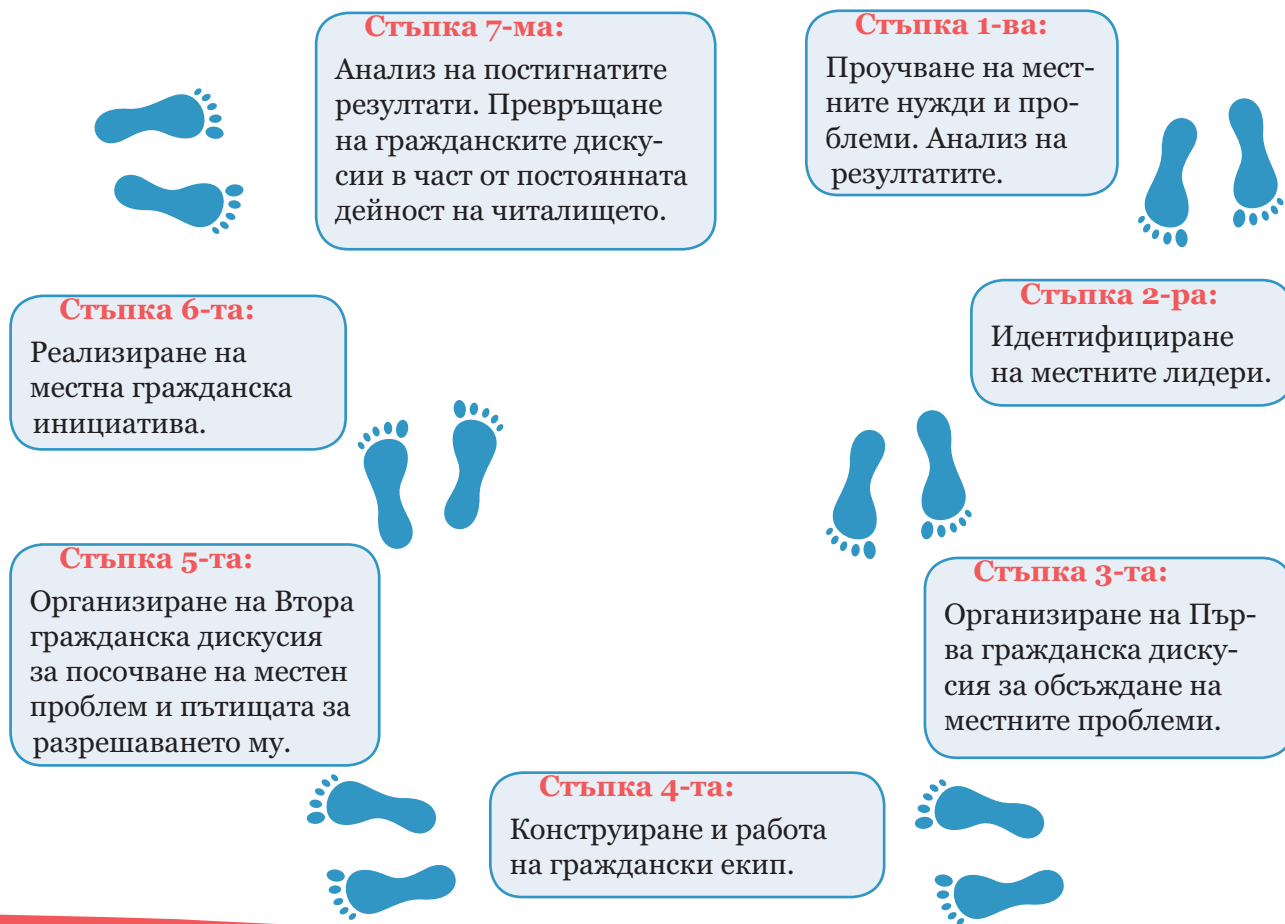 Стъпка 1-ва:
Проучване на мест-
ните нужди и про-
блеми. Анализ на
резултатите.
Стъпка 2-ра:
Идентифициране
на местните лидери.
Стъпка 3-та:
Организиране на Пър-
ва гражданска диску-
сия за обсъждане на
местните проблеми.
Стъпка 4-та:
Конструиране и работа
на граждански екип.
Стъпка 5-та:
Организиране на Втора
гражданска дискусия
за посочване на местен
проблем и пътищата за
разрешаването му.
Стъпка 6-та:
Реализиране на
местна гражданска
инициатива.
Стъпка 7-ма:
Анализ на постигнатите
резултати. Превръщане
на гражданските диску-
сии в част от постоянната
дейност на читалището.